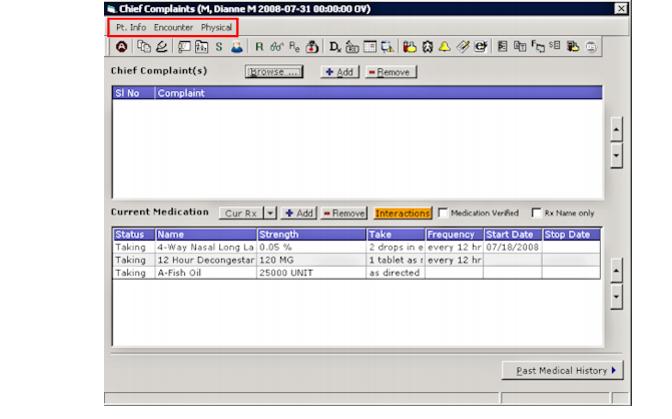 Chief Complaints (M, Dianne M 2008-07-31 00:00:00 OV)
Pt. Info Encounter Physical
S R Pe D,
Chief Complaint(s) Browse ... Add Remove
Sl No Complaint
Current Medication Cur Rx Add Remove Interactions Medication Verified Rx Name only
Status Name Strength Take Frequency Start Date Stop Date
Taking 4-Way Nasal Long La 0.05 % 2 drops in e every 12 hr 07/18/2008
Taking 12 Hour Decongestar 120 MG 1 tablet as r every 12 hr
Taking A-Fish Oil 25000 UNIT as directed
Past Medical History